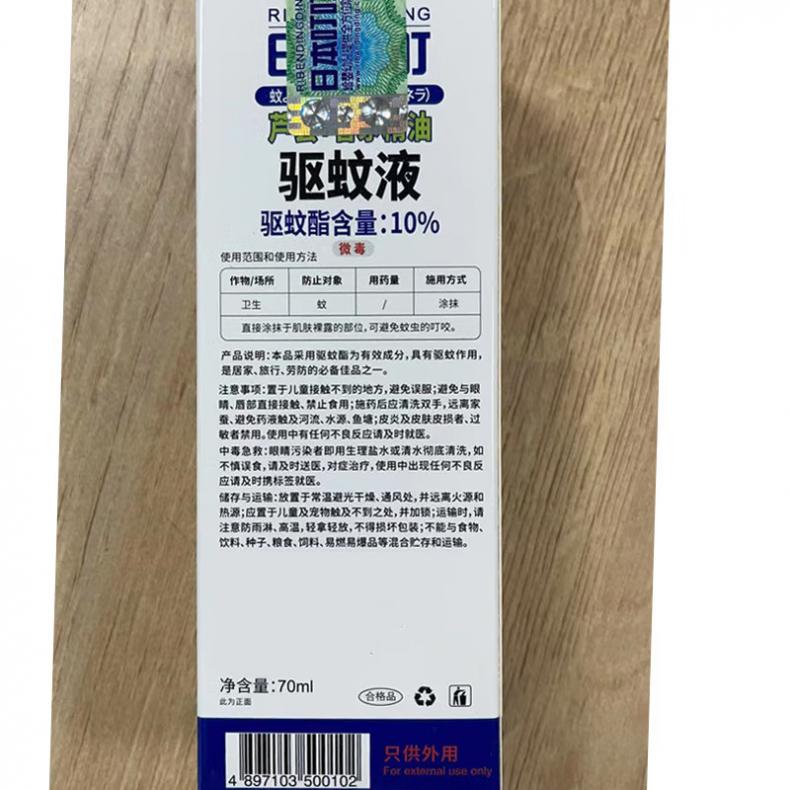 RIBENDINGDING
日本叮叮
驱蚊液
驱蚊酯含量:10%
微毒
使用范围和使用方法
作物/场所 防止对象 用药量 施用方式
卫生 蚊 / 涂抹
直接涂抹于肌肤裸露的部位,可避免蚊虫的叮咬。
产品说明:本品采用驱蚊酯为有效成分,具有驱蚊作用,
是居家、旅行、劳防的必备佳品之一。
注意事项:置于儿童接触不到的地方,避免误服;避免与眼
睛、唇部直接接触、禁止食用;施药后应清洗双手,远离家
蚕、避免药液触及河流、水源、鱼塘;皮炎及皮肤皮损者、过
敏者禁用。使用中有任何不良反应请及时就医。
中毒急救:眼睛污染者即用生理盐水或清水彻底清洗,如
不慎误食,请及时送医,对症治疗,使用中出现任何不良反
应请及时携标签就医。
储存与运输:放置于常温避光干燥、通风处,并远离火源和
热源;应置于儿童及宠物触及不到之处,并加锁;运输时,请
注意防雨淋、高温,轻拿轻放,不得损坏包装;不能与食物、
饮料、种子、粮食、饲料、易燃易爆品等混合贮存和运输。
净含量:70ml
此为正面
合格品
只供外用
For external use only
4 897103 500102